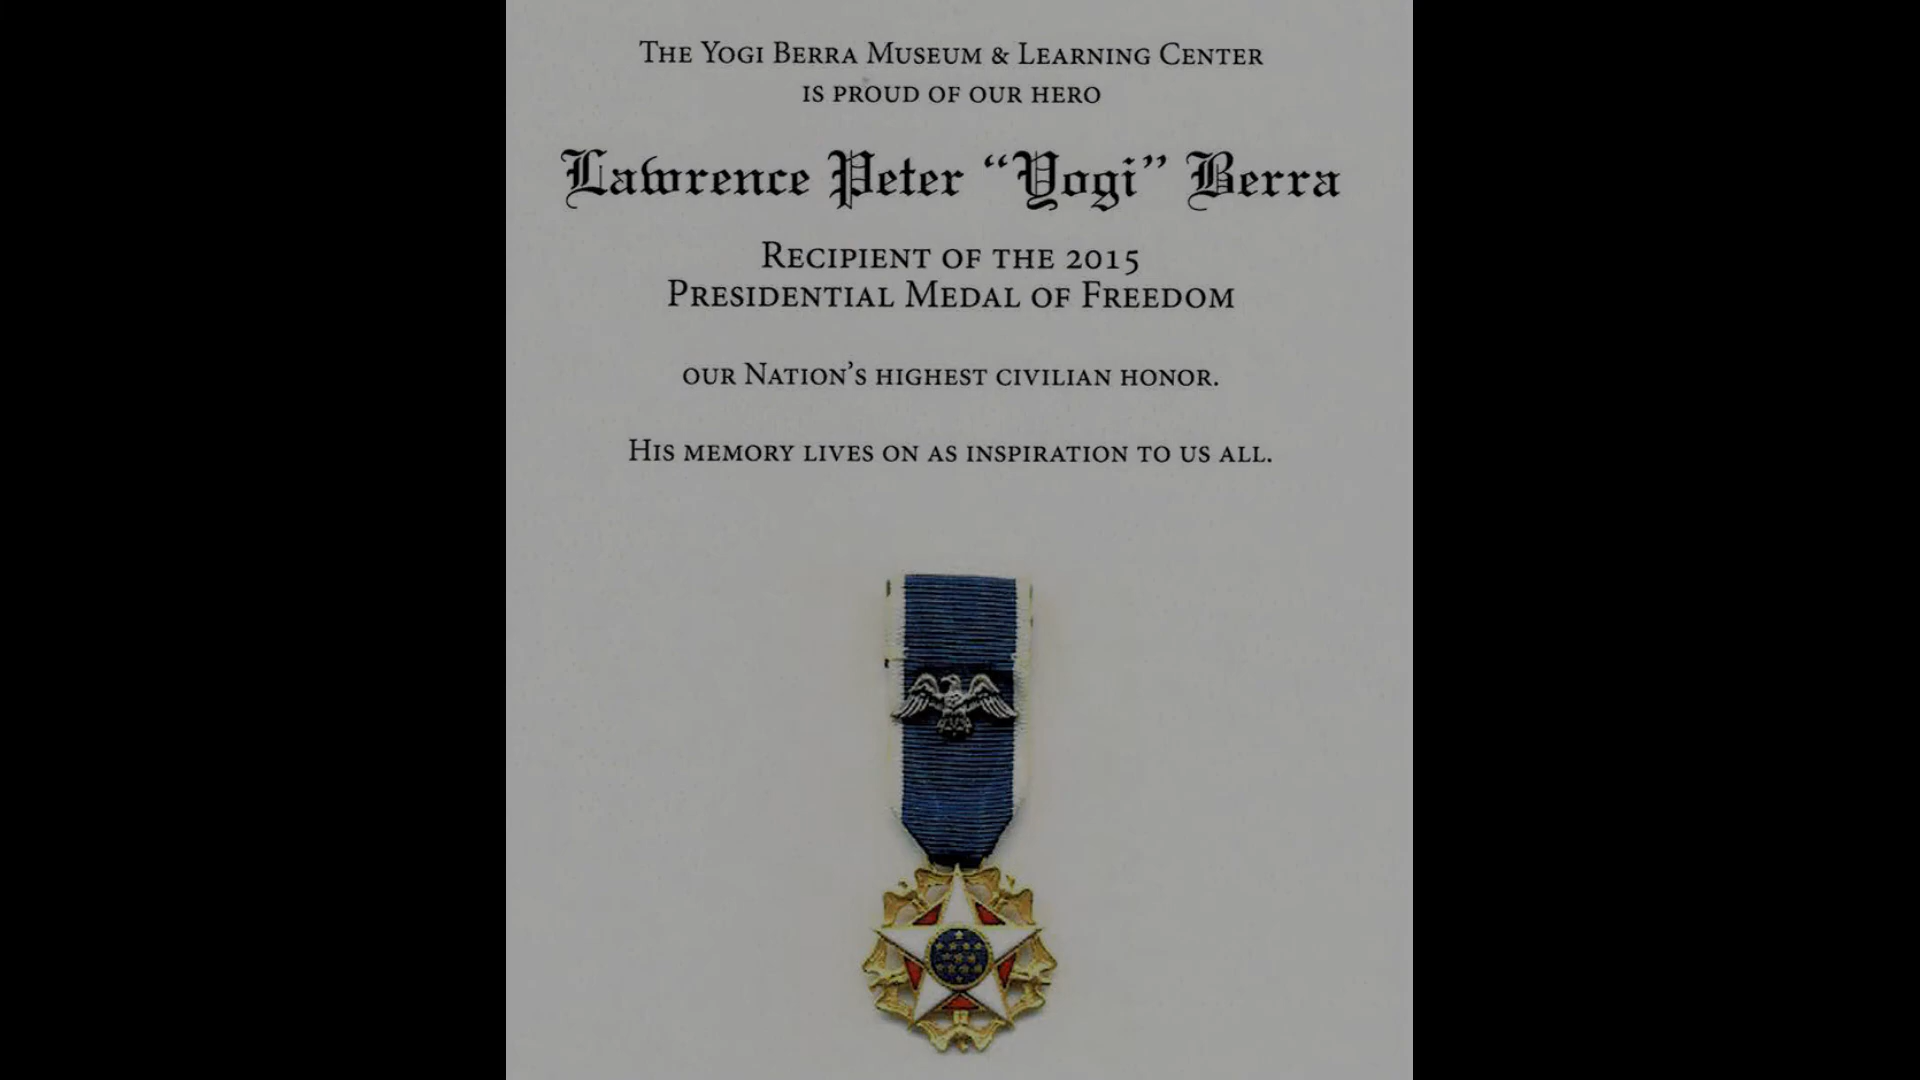 The Yogi Berra Museum & Learning Center
is proud of our hero
Lawrence Peter “Yogi” Berra
Recipient of the 2015
Presidential Medal of Freedom
our Nation’s highest civilian honor.
His memory lives on as inspiration to us all.